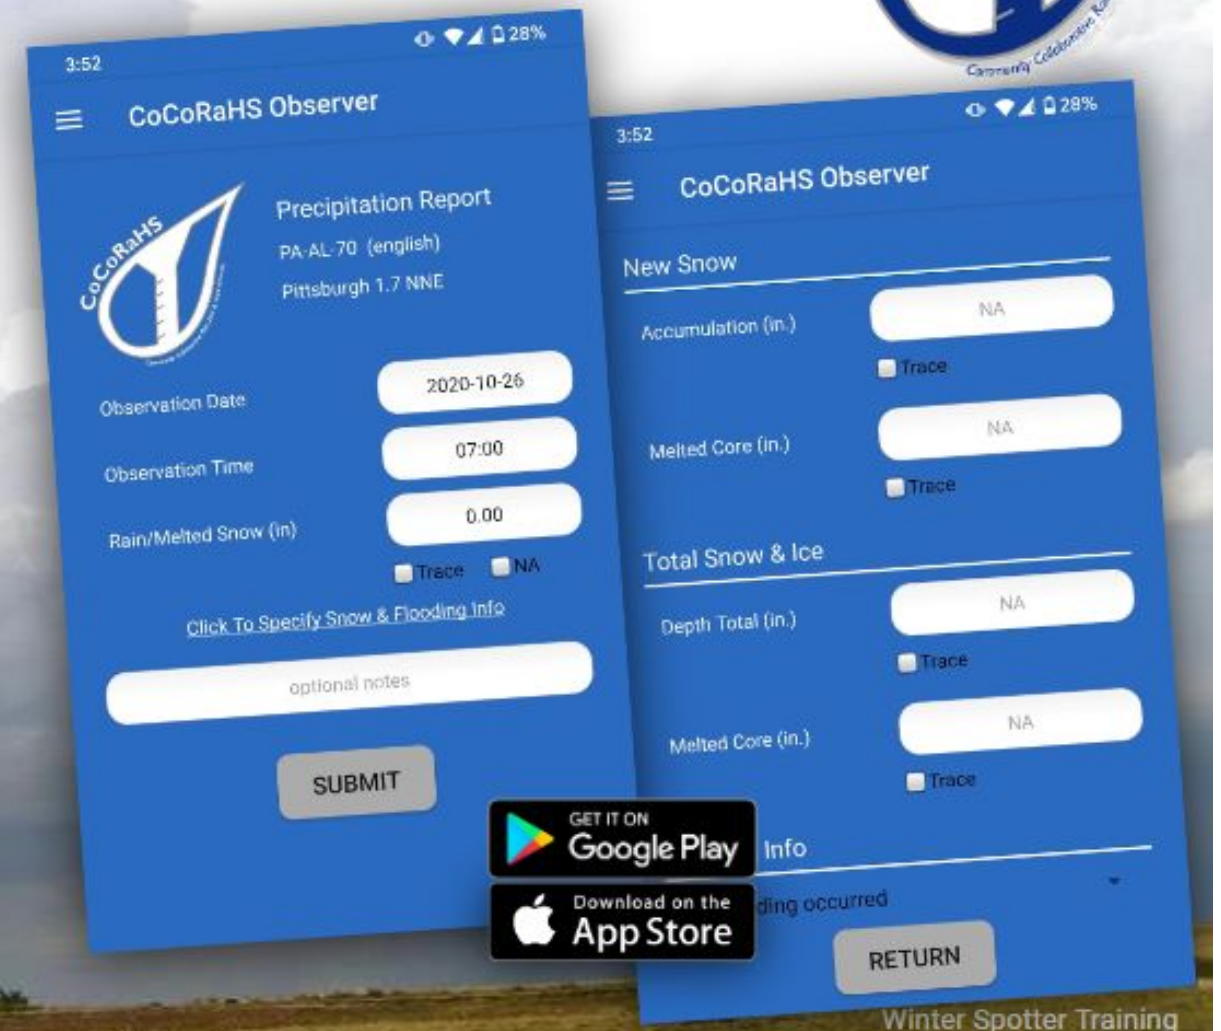 3:52
28%
CoCoRaHS Observer
CoCoRaHS
Precipitation Report
PA-AL-70 (english)
Pittsburgh 1.7 NNE
Observation Date
2020-10-26
Observation Time
07:00
Rain/Melted Snow (in)
0.00
Trace
NA
Click To Specify Snow & Flooding Info
optional notes
SUBMIT
Community Collaborative
3:52
28%
CoCoRaHS Observer
New Snow
Accumulation (in.)
NA
Trace
Melted Core (in.)
NA
Trace
Total Snow & Ice
Depth Total (in.)
NA
Trace
Melted Core (in.)
NA
Trace
Info
ding occurred
RETURN
GET IT ON
Google Play
Download on the
App Store
Winter Spotter Training